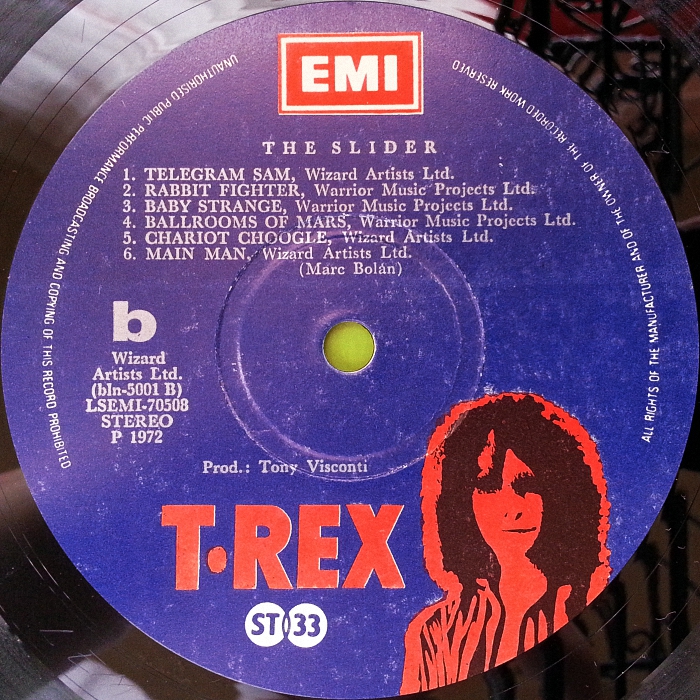 EMI
THE SLIDER
1. TELEGRAM SAM, Wizard Artists Ltd.
2. RABBIT FIGHTER, Warrior Music Projects Ltd.
3. BABY STRANGE, Warrior Music Projects Ltd.
4. BALLROOMS OF MARS, Warrior Music Projects Ltd.
5. CHARIOT CHOOGLE, Wizard Artists Ltd.
6. MAIN MAN, Wizard Artists Ltd.
(Marc Bolan)
b
Wizard
Artists Ltd.
(bln-5001 B)
LSEMI-70508
STEREO
P 1972
Prod.: Tony Visconti
T·REX
ST 33
ALL RIGHTS OF THE MANUFACTURER AND OF THE OWNER OF THE RECORDED WORK RESERVED
UNAUTHORISED PUBLIC PERFORMANCE BROADCASTING AND COPYING OF THIS RECORD PROHIBITED